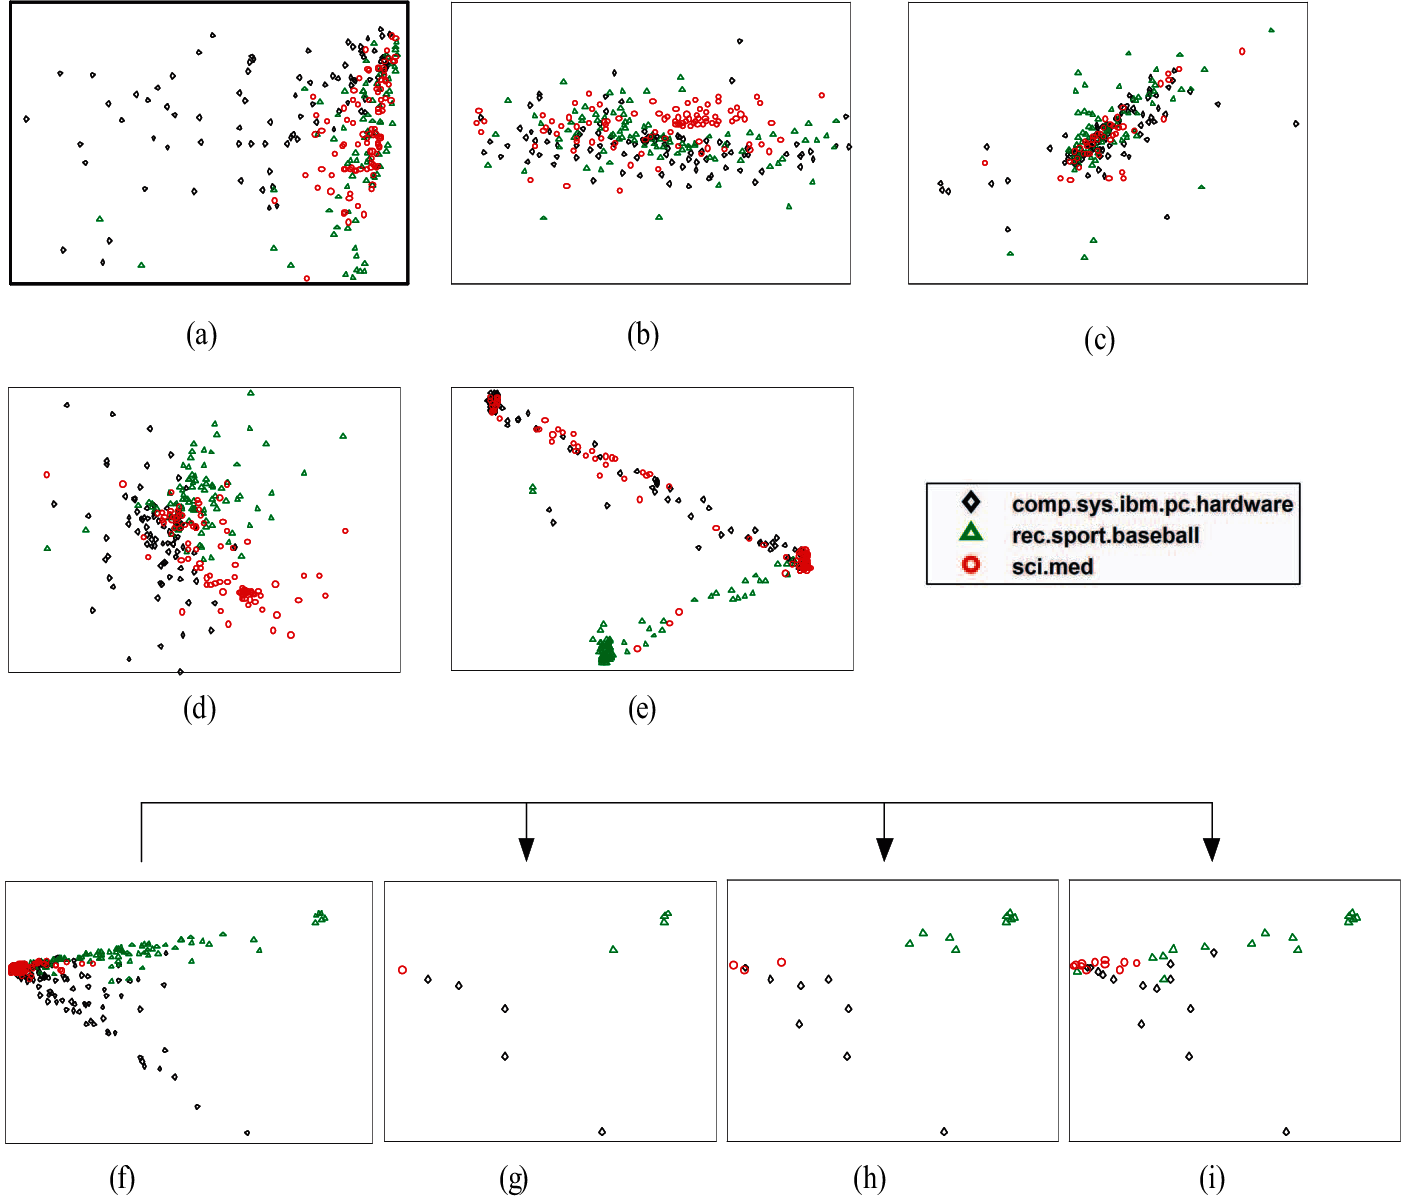 (a)
(b)
(c)
comp.sys.ibm.pc.hardware
rec.sport.baseball
sci.med
(d)
(e)
(f)
(g)
(h)
(i)